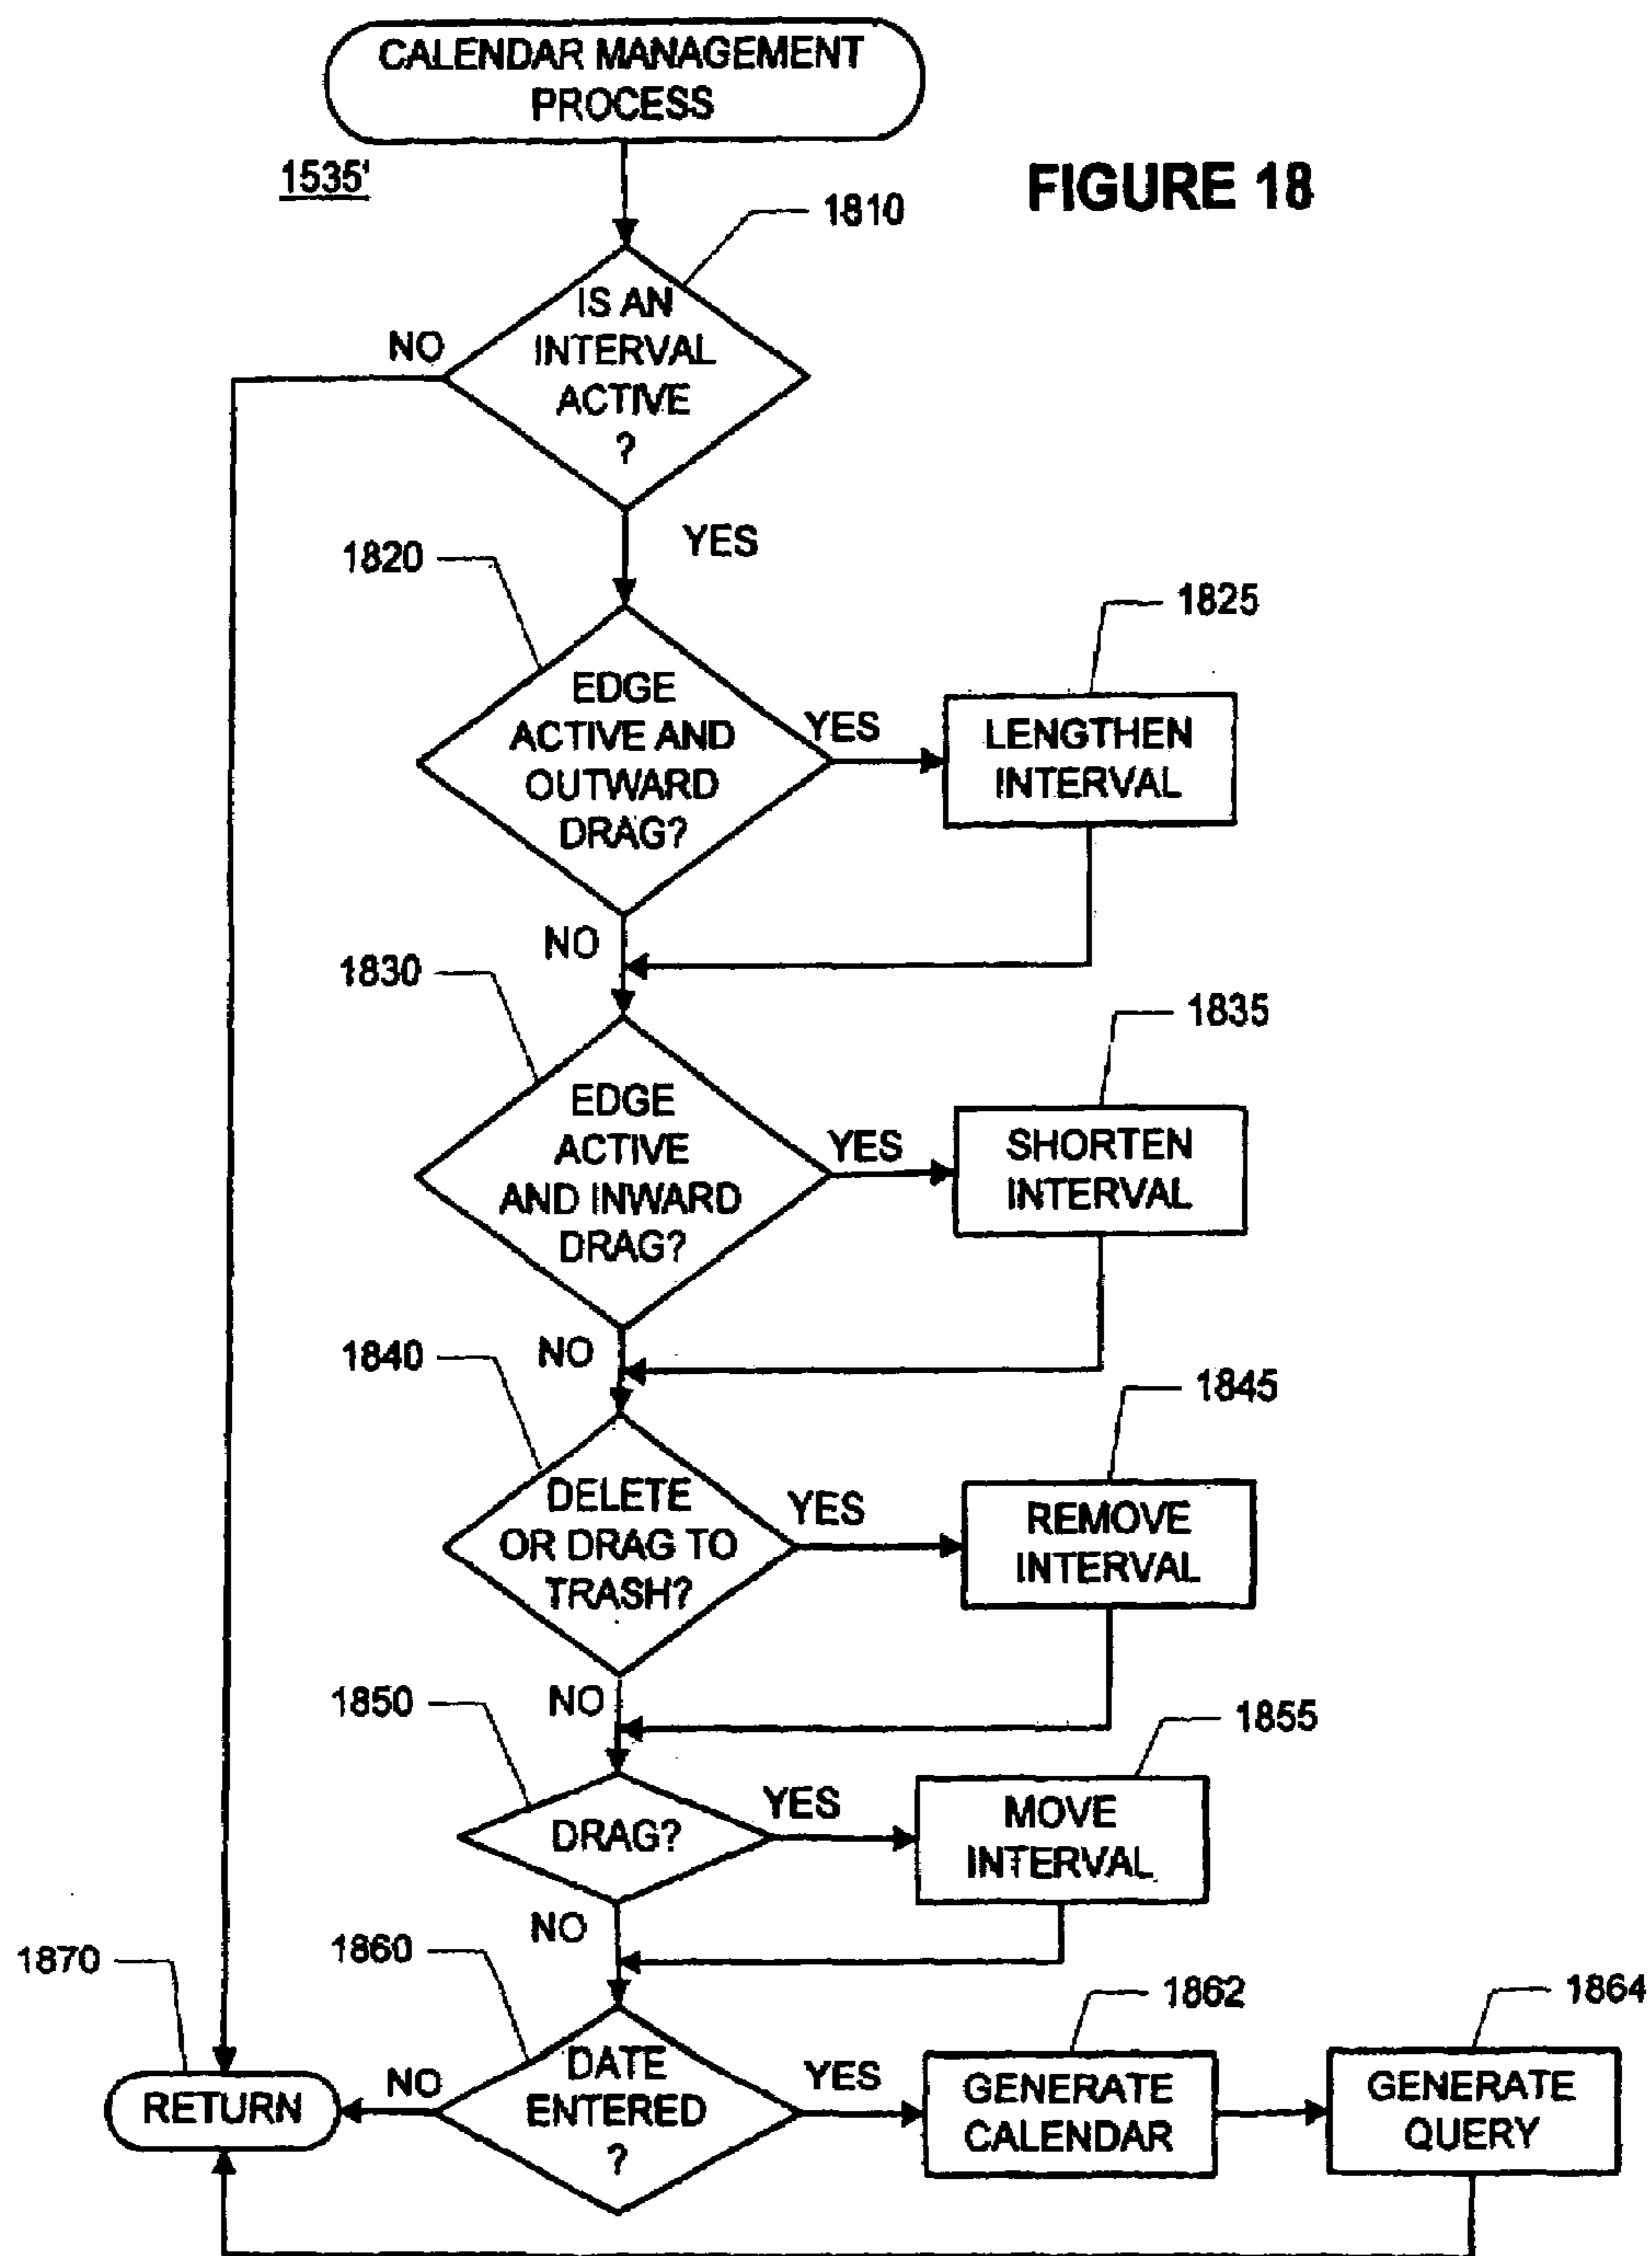 CALENDAR MANAGEMENT
PROCESS
1535'
FIGURE 18
1810
IS AN
INTERVAL
ACTIVE
?
NO
YES
1820
1825
EDGE
ACTIVE AND
OUTWARD
DRAG?
YES
LENGTHEN
INTERVAL
NO
1830
1835
EDGE
ACTIVE
AND INWARD
DRAG?
YES
SHORTEN
INTERVAL
NO
1840
1845
DELETE
OR DRAG TO
TRASH?
YES
REMOVE
INTERVAL
NO
1850
1855
DRAG?
YES
MOVE
INTERVAL
NO
1860
1870
1862
1864
DATE
ENTERED
?
NO
RETURN
YES
GENERATE
CALENDAR
GENERATE
QUERY